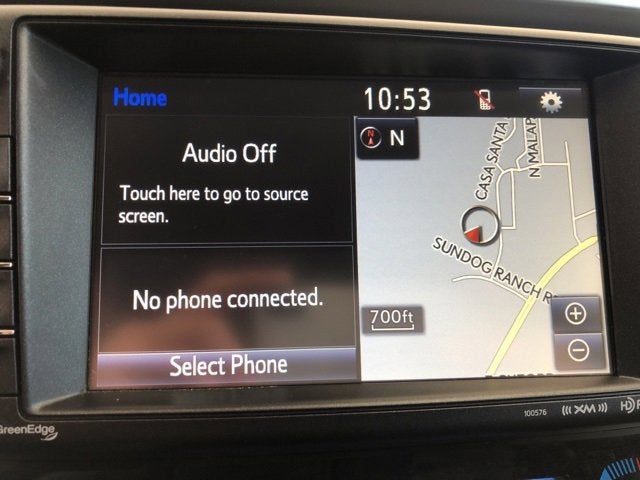 Home
10:53
Audio Off
Touch here to go to source
screen.
No phone connected.
Select Phone
N
N
CASA SANTA
N MALAP
SUNDOG RANCH R
700ft
+
−
100576
XM
HD
GreenEdge